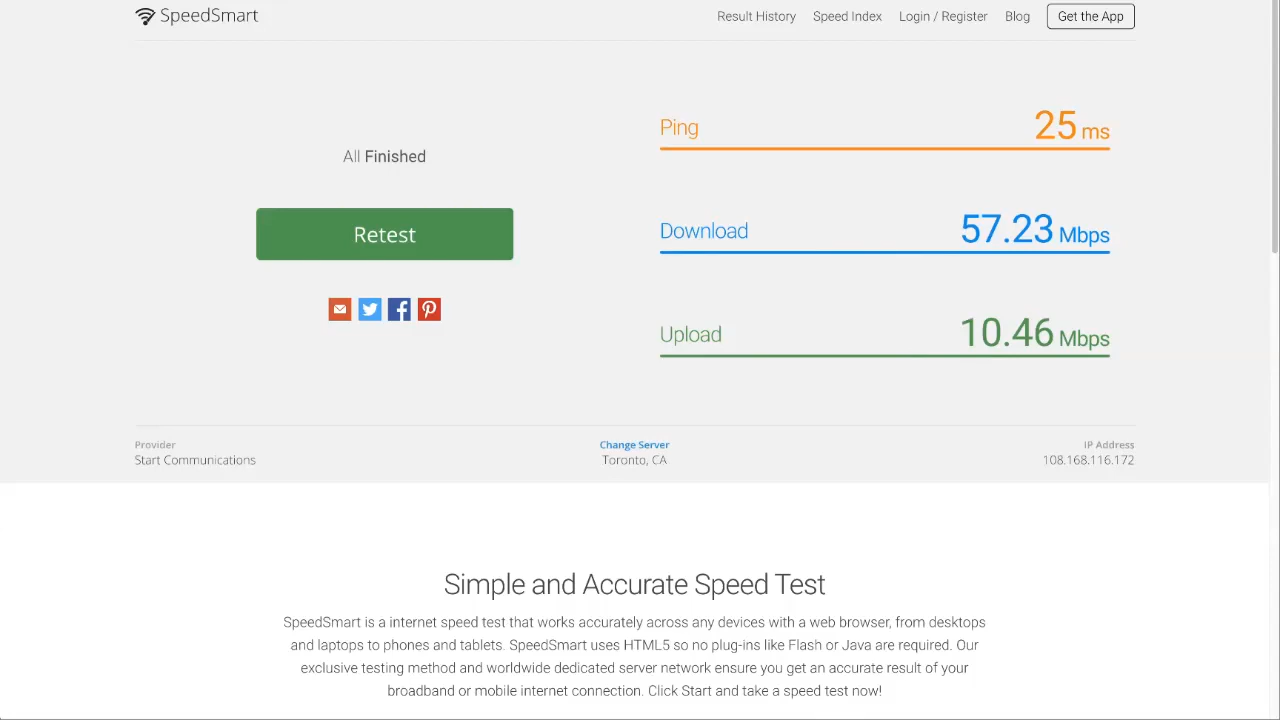 SpeedSmart
Result History
Speed Index
Login / Register
Blog
Get the App
All Finished
Retest
Ping
25 ms
Download
57.23 Mbps
Upload
10.46 Mbps
Provider
Start Communications
Change Server
Toronto, CA
IP Address
108.168.116.172
Simple and Accurate Speed Test
SpeedSmart is a internet speed test that works accurately across any devices with a web browser, from desktops
and laptops to phones and tablets. SpeedSmart uses HTML5 so no plug-ins like Flash or Java are required. Our
exclusive testing method and worldwide dedicated server network ensure you get an accurate result of your
broadband or mobile internet connection. Click Start and take a speed test now!